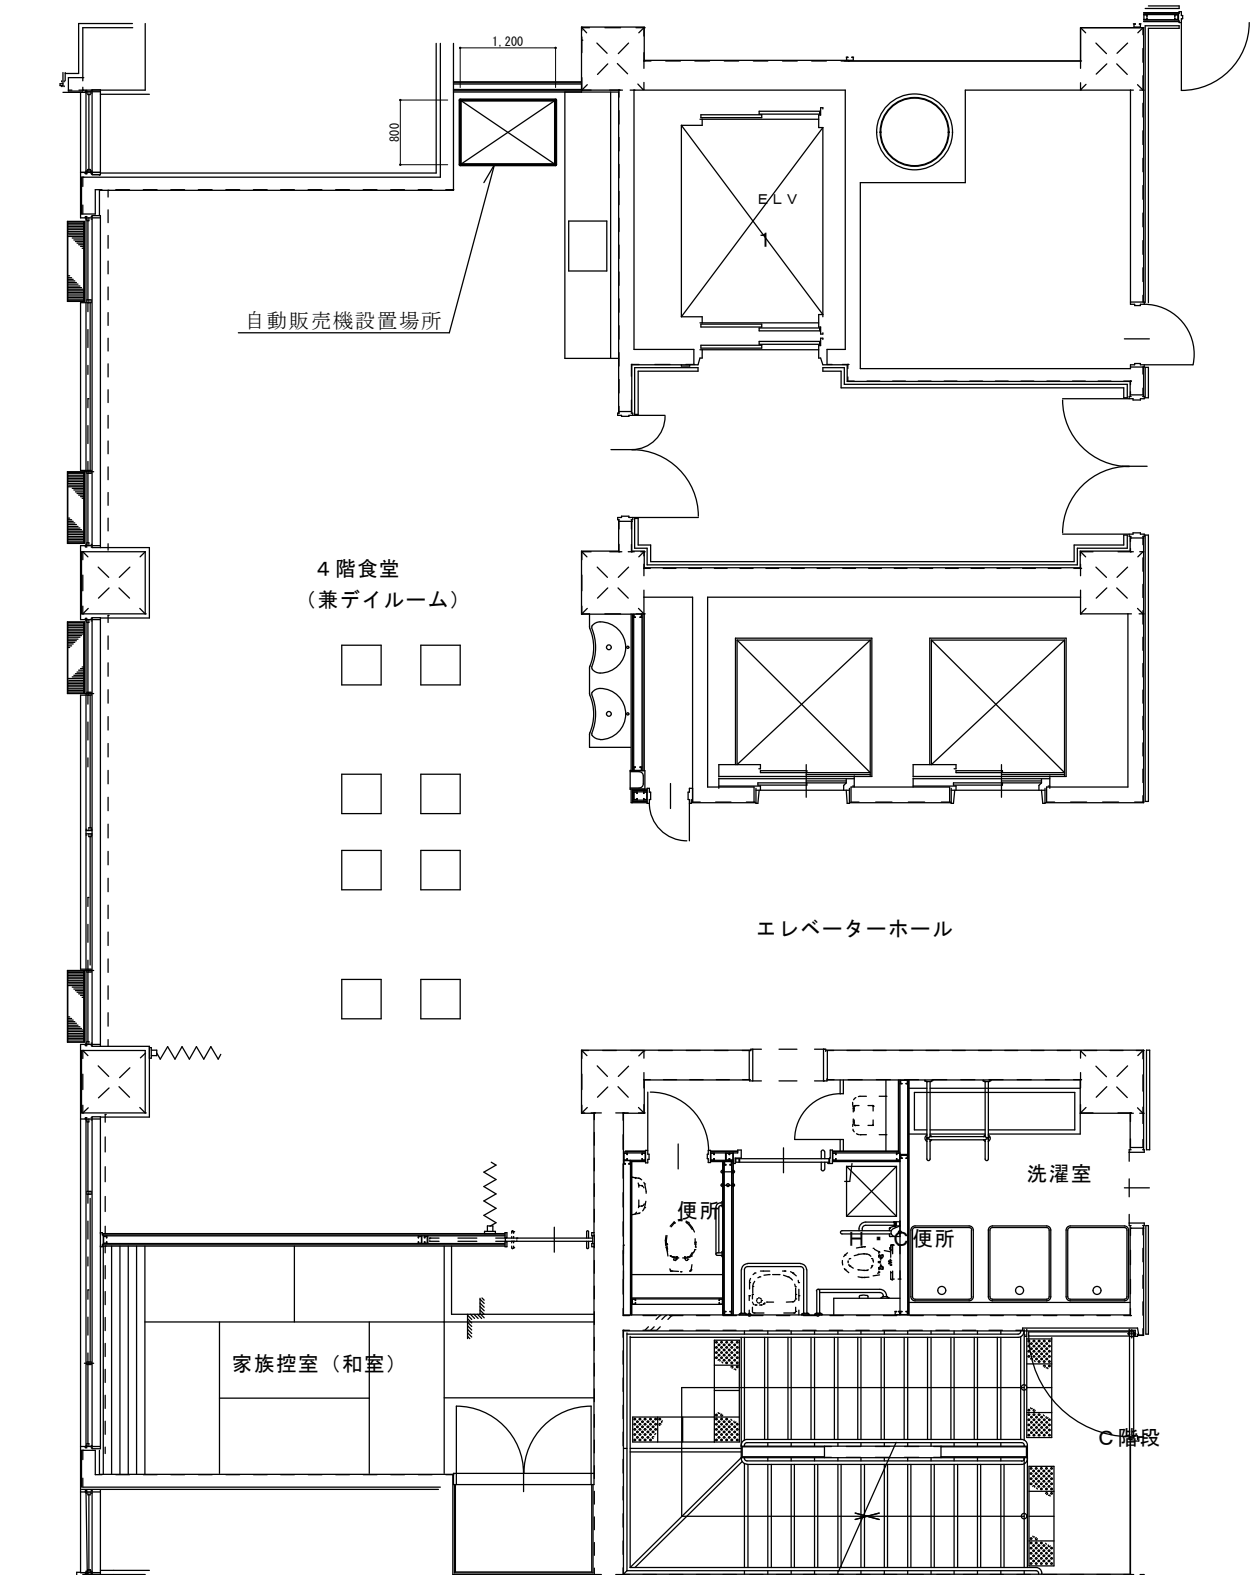 1,200
800
ELV
1
自動販売機設置場所
４階食堂
（兼デイルーム）
エレベーターホール
洗濯室
便所
H・C便所
家族控室（和室）
C階段